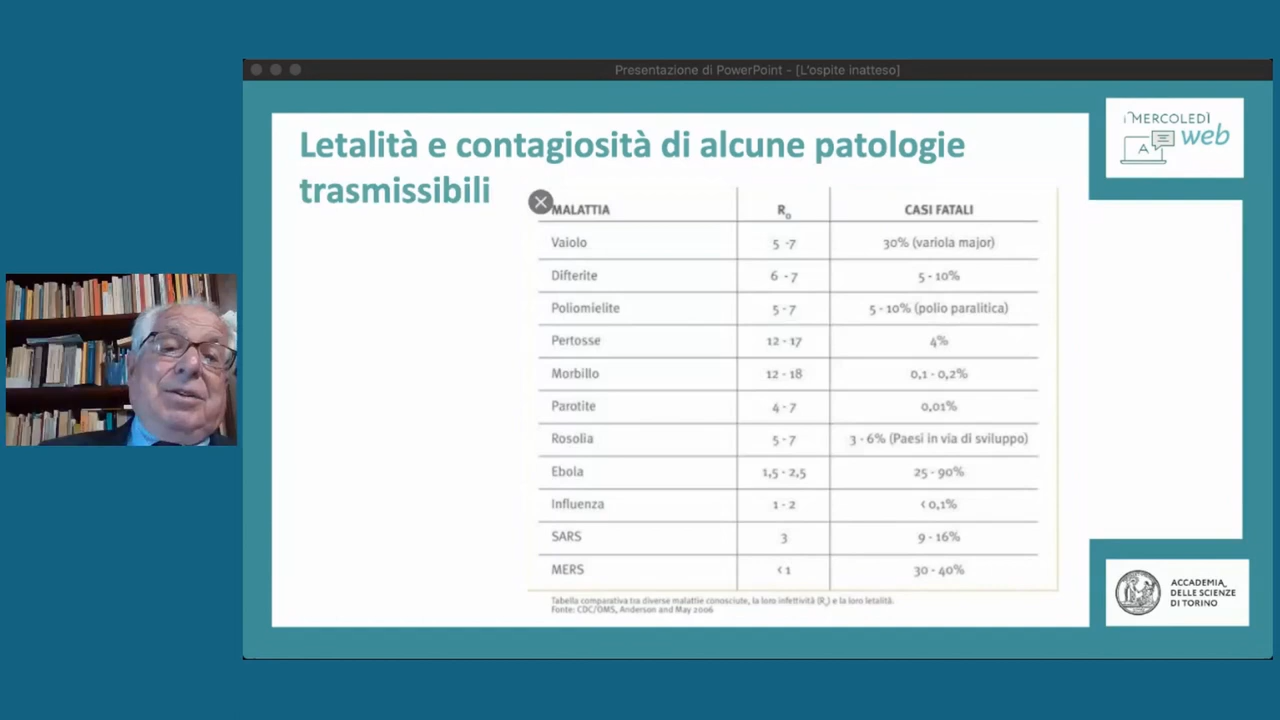 Presentazione di PowerPoint - [L'ospite inatteso]
Letalità e contagiosità di alcune patologie
trasmissibili
MALATTIA R₀ CASI FATALI
Vaiolo 5 -7 30% (variola major)
Difterite 6 - 7 5 - 10%
Poliomielite 5 - 7 5 - 10% (polio paralitica)
Pertosse 12 - 17 4%
Morbillo 12 - 18 0,1 - 0,2%
Parotite 4 - 7 0,01%
Rosolia 5 - 7 3 - 6% (Paesi in via di sviluppo)
Ebola 1,5 - 2,5 25 - 90%
Influenza 1 - 2 < 0,1%
SARS 3 9 - 16%
MERS < 1 30 - 40%
Tabella comparativa tra diverse malattie conosciute, la loro infettività (R₀) e la loro letalità.
Fonte: CDC/OMS, Anderson and May 2006
I MERCOLEDÌ
A web
ACCADEMIA
DELLE SCIENZE
DI TORINO